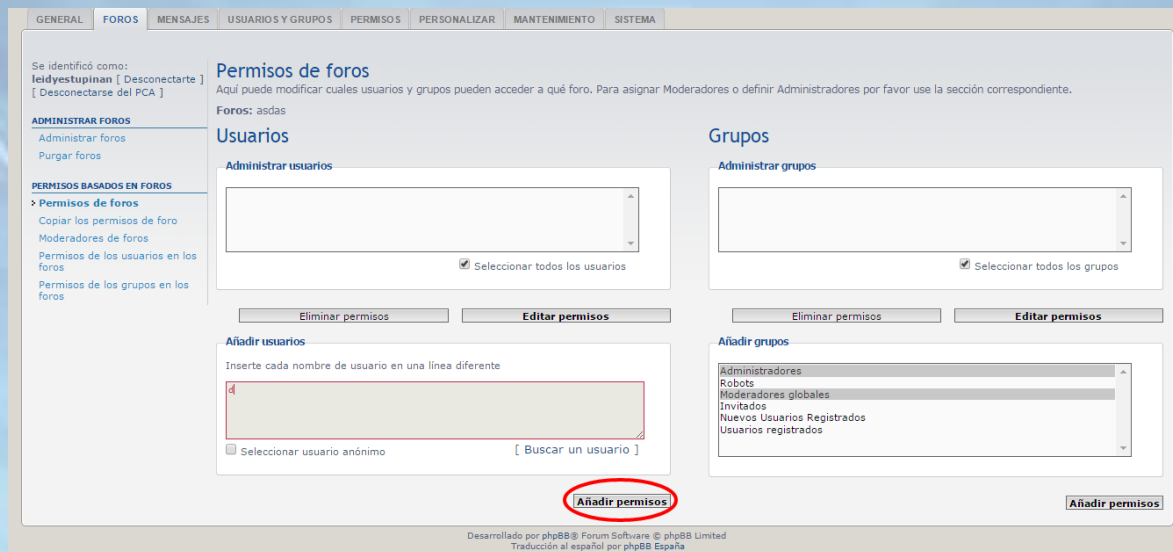 GENERAL FOROS MENSAJES USUARIOS Y GRUPOS PERMISOS PERSONALIZAR MANTENIMIENTO SISTEMA
Se identificó como:
leidyestupinan [ Desconectarte ]
[ Desconectarse del PCA ]
ADMINISTRAR FOROS
Administrar foros
Purgar foros
PERMISOS BASADOS EN FOROS
Permisos de foros
Copiar los permisos de foro
Moderadores de foros
Permisos de los usuarios en los
foros
Permisos de los grupos en los
foros
Permisos de foros
Aquí puede modificar cuales usuarios y grupos pueden acceder a qué foro. Para asignar Moderadores o definir Administradores por favor use la sección correspondiente.
Foros: asdas
Usuarios
Administrar usuarios
Seleccionar todos los usuarios
Eliminar permisos Editar permisos
Añadir usuarios
Inserte cada nombre de usuario en una línea diferente
d
Seleccionar usuario anónimo [ Buscar un usuario ]
Añadir permisos
Grupos
Administrar grupos
Seleccionar todos los grupos
Eliminar permisos Editar permisos
Añadir grupos
Administradores
Robots
Moderadores globales
Invitados
Nuevos Usuarios Registrados
Usuarios registrados
Añadir permisos
Desarrollado por phpBB® Forum Software © phpBB Limited
Traducción al español por phpBB España